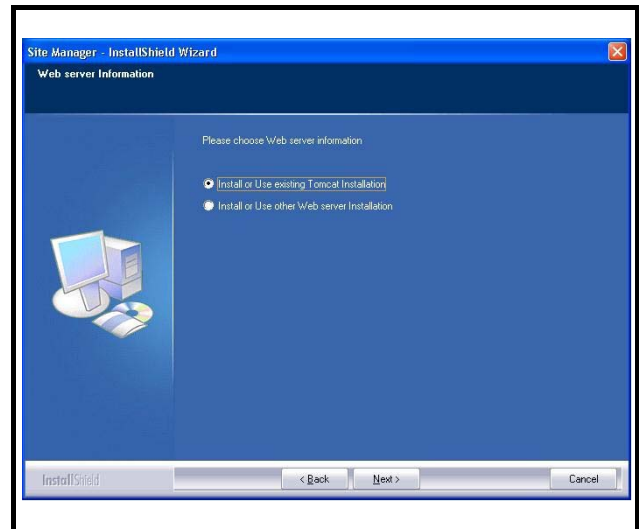 Site Manager - InstallShield Wizard
Web server Information
Please choose Web server information
Install or Use existing Tomcat Installation
Install or Use other Web server Installation
InstallShield
< Back
Next >
Cancel